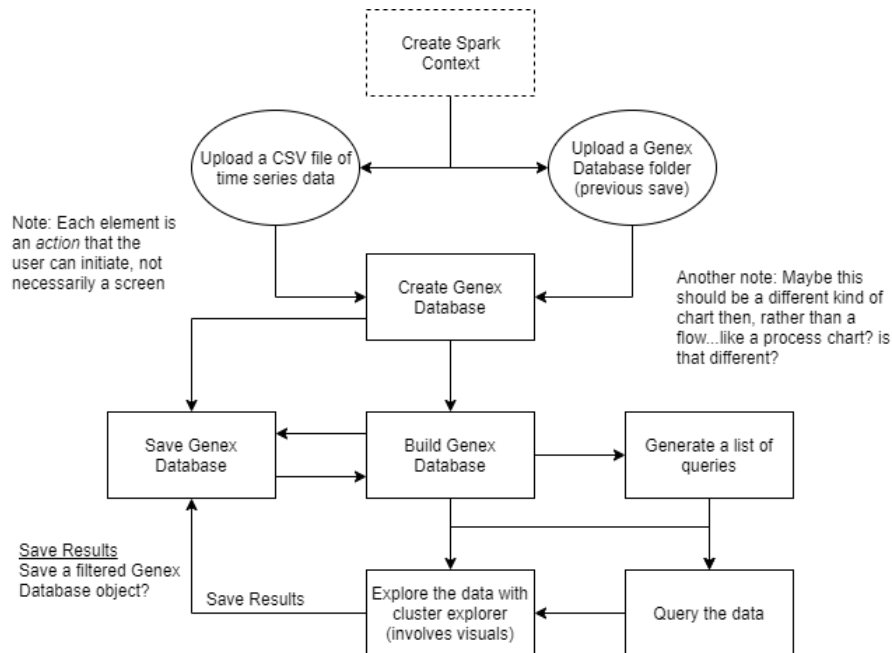 Create Spark
Context
Upload a CSV file of
time series data
Upload a Genex
Database folder
(previous save)
Note: Each element is
an action that the
user can initiate, not
necessarily a screen
Create Genex
Database
Another note: Maybe this
should be a different kind of
chart then, rather than a
flow...like a process chart? is
that different?
Save Genex
Database
Build Genex
Database
Generate a list of
queries
Save Results
Save a filtered Genex
Database object?
Save Results
Explore the data with
cluster explorer
(involves visuals)
Query the data